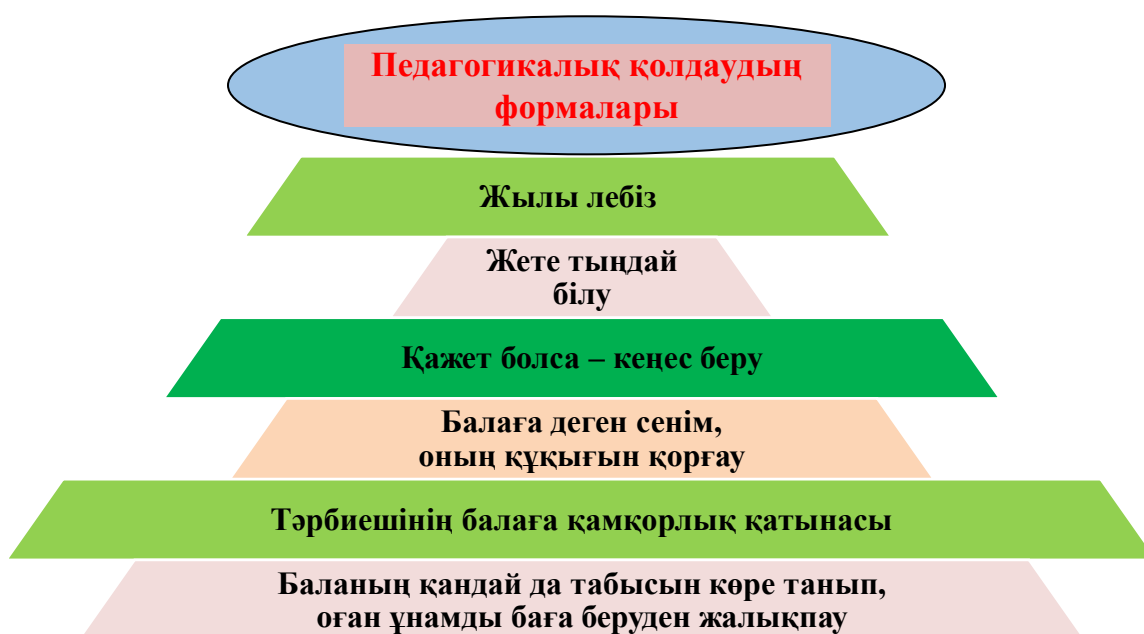 Педагогикалық қолдаудың
формалары
Жылы лебіз
Жете тыңдай
білу
Қажет болса – кеңес беру
Балаға деген сенім,
оның құқығын қорғау
Тәрбиешінің балаға қамқорлық қатынасы
Баланың қандай да табысын көре танып,
оған ұнамды баға беруден жалықпау